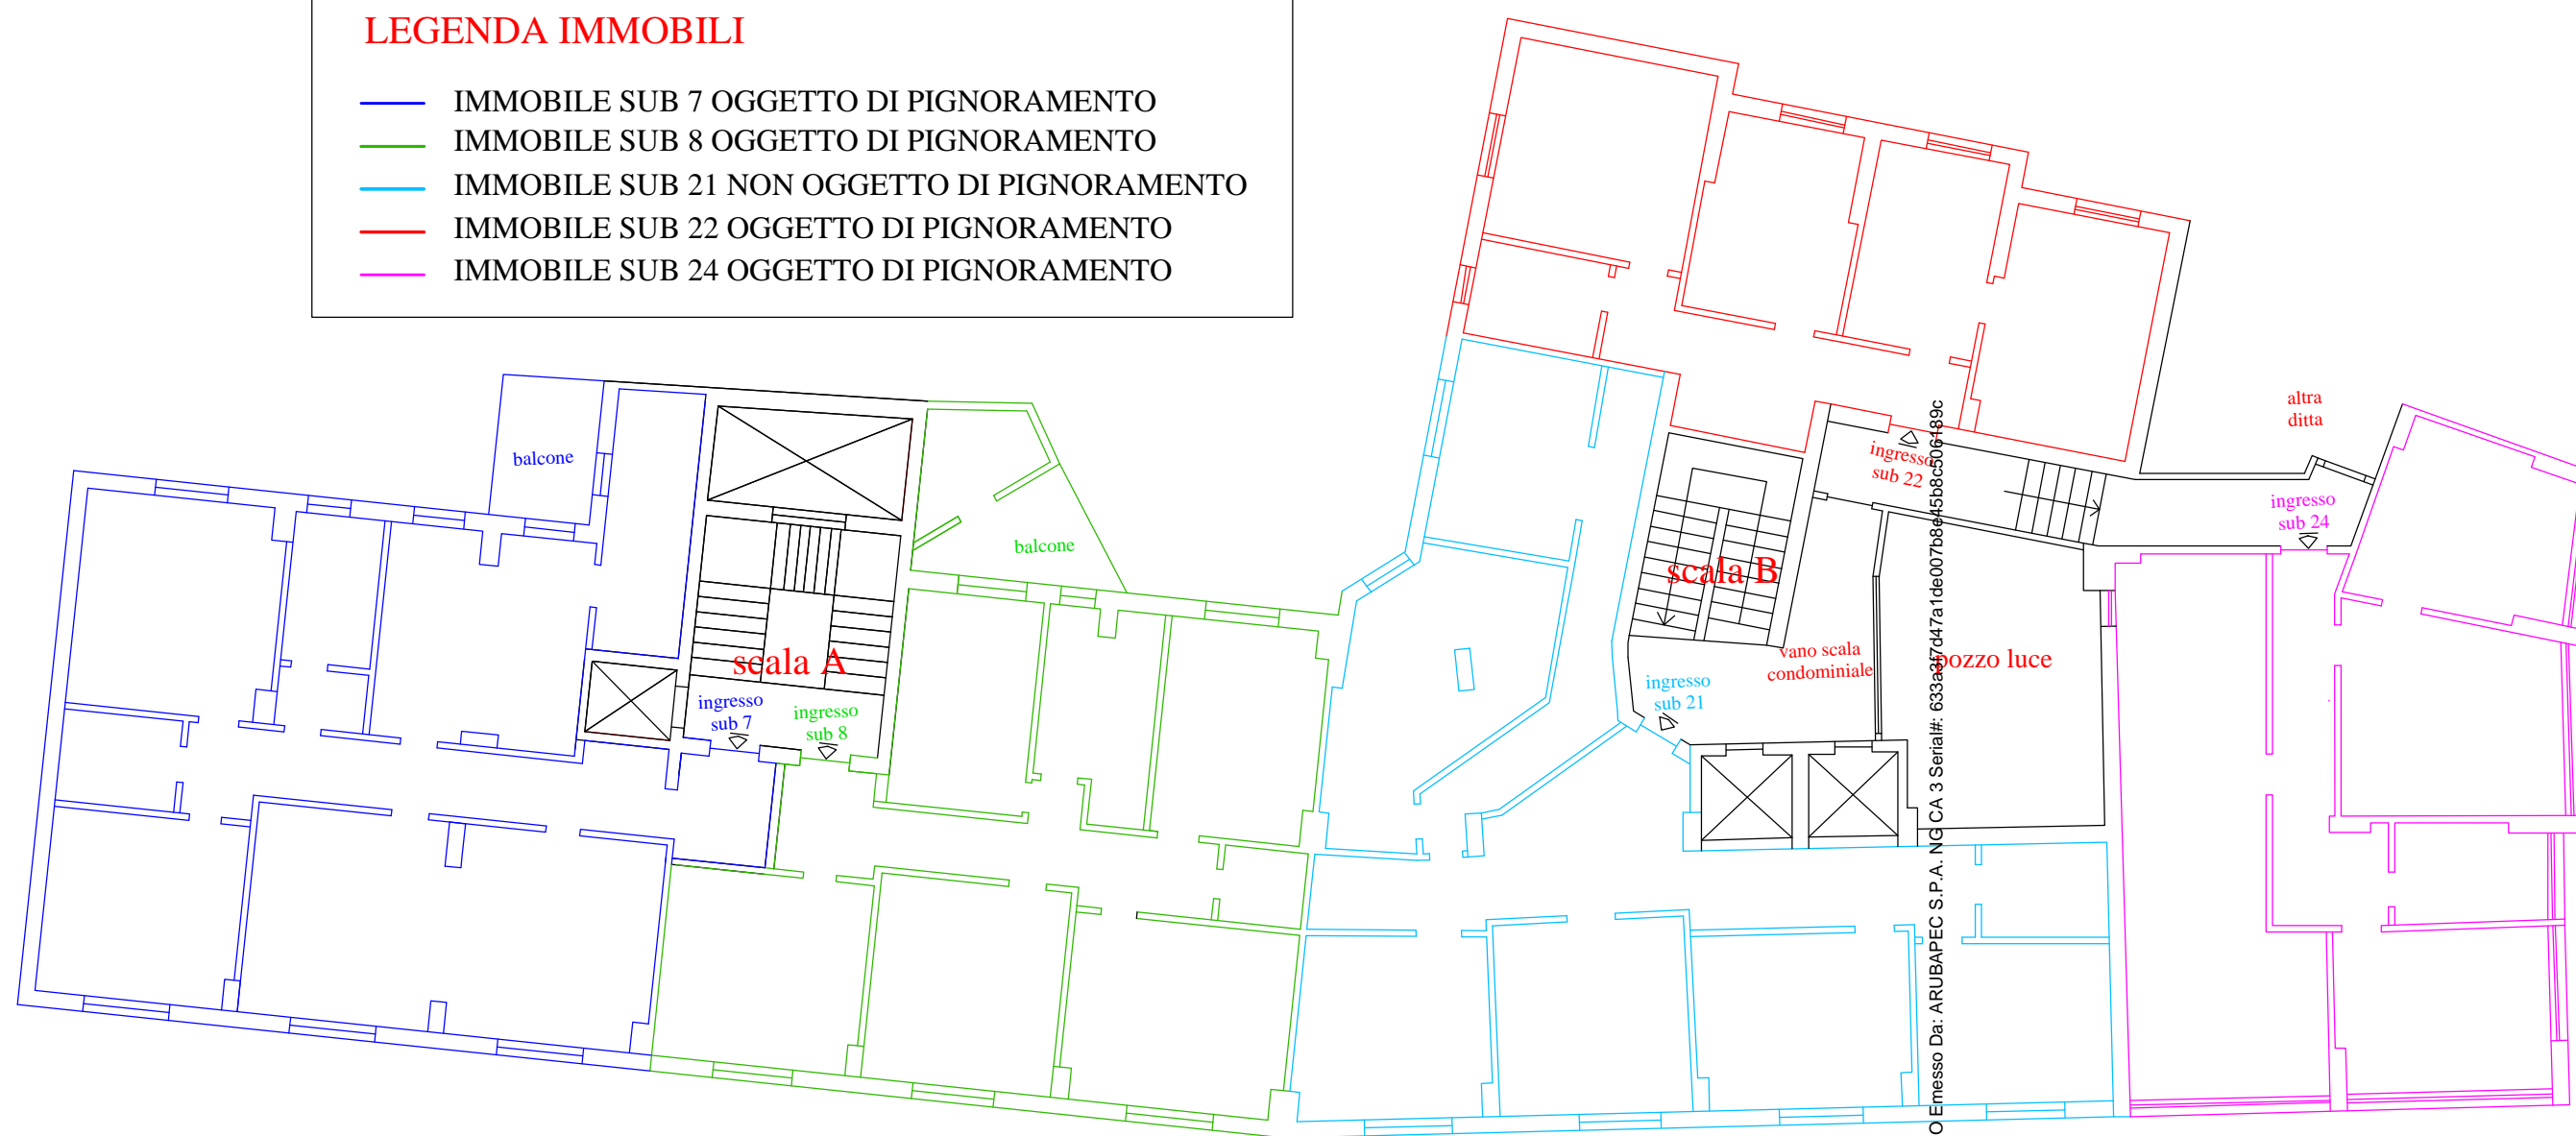 LEGENDA IMMOBILI
IMMOBILE SUB 7 OGGETTO DI PIGNORAMENTO
IMMOBILE SUB 8 OGGETTO DI PIGNORAMENTO
IMMOBILE SUB 21 NON OGGETTO DI PIGNORAMENTO
IMMOBILE SUB 22 OGGETTO DI PIGNORAMENTO
IMMOBILE SUB 24 OGGETTO DI PIGNORAMENTO
balcone
balcone
scala A
ingresso
sub 7
ingresso
sub 8
altra
ditta
ingresso
sub 22
ingresso
sub 24
scala B
vano scala
condominiale
pozzo luce
ingresso
sub 21
O Emesso Da: ARUBAPEC S.P.A. NG CA 3 Serial#: